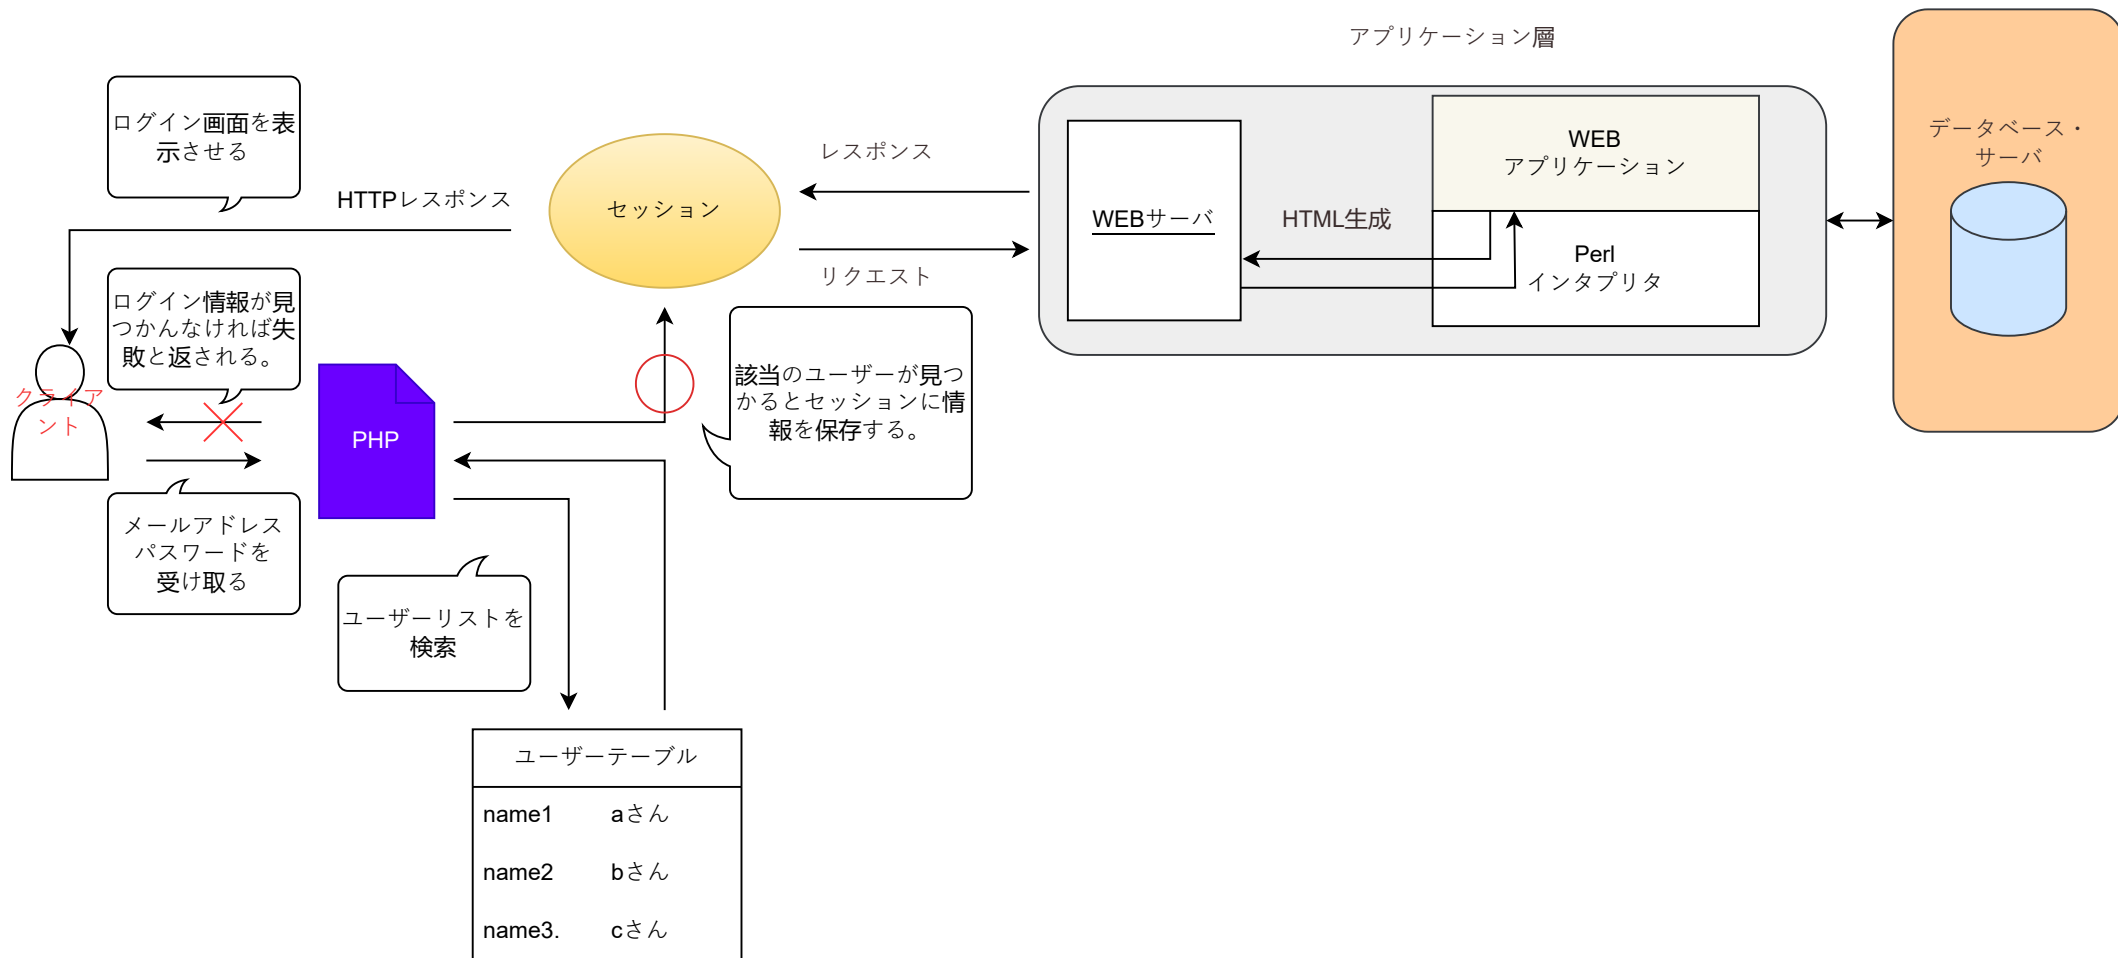 アプリケーション層
ログイン画面を表
示させる
HTTPレスポンス
セッション
レスポンス
リクエスト
WEBサーバ
HTML生成
WEB
アプリケーション
Perl
インタプリタ
データベース・
サーバ
ログイン情報が見
つかんなければ失
敗と返される。
クライア
ント
PHP
該当のユーザーが見つ
かるとセッションに情
報を保存する。
メールアドレス
パスワードを
受け取る
ユーザーリストを
検索
ユーザーテーブル
name1 aさん
name2 bさん
name3. cさん